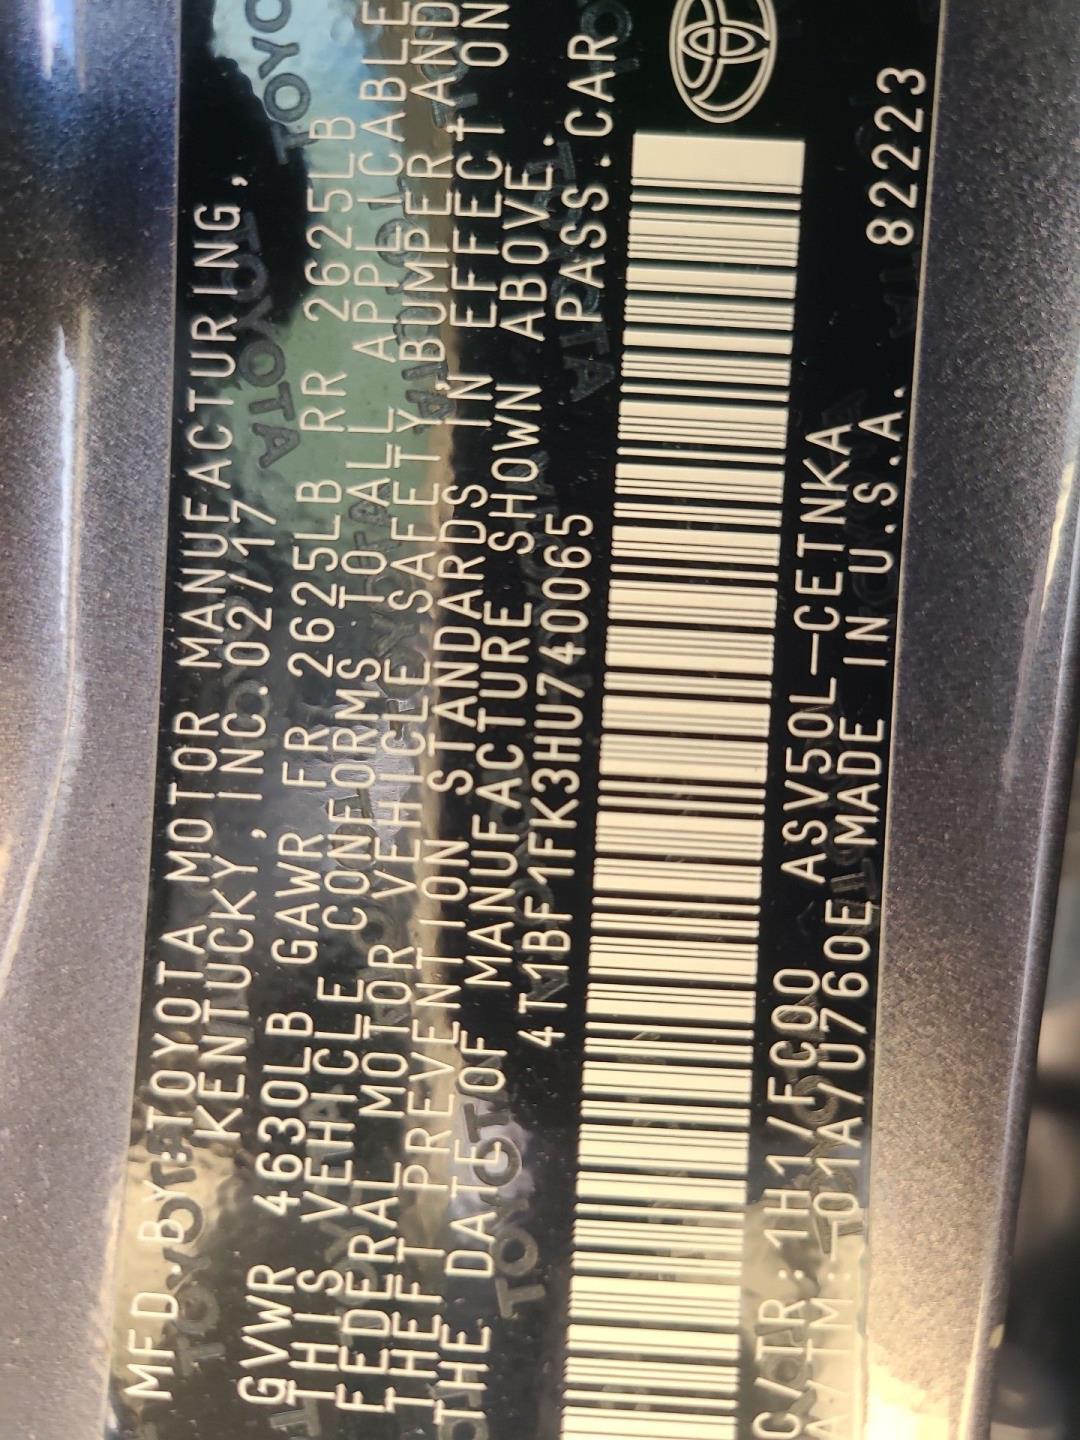 MFD.BY:TOYOTA MOTOR MANUFACTURING,
KENTUCKY, INC. 02/17
GVWR 4630LB GAWR FR 2625LB RR 2625LB
THIS VEHICLE CONFORMS TO ALL APPLICABLE
FEDERAL MOTOR VEHICLE SAFETY, BUMPER, AND
THEFT PREVENTION STANDARDS IN EFFECT ON
THE DATE OF MANUFACTURE SHOWN ABOVE.
4T1BF1FK3HU740065 PASS.CAR
C/TR:1H1/FC00 ASV50L-CETNKA
A/TM:-01A/U760E MADE IN U.S.A. 82223